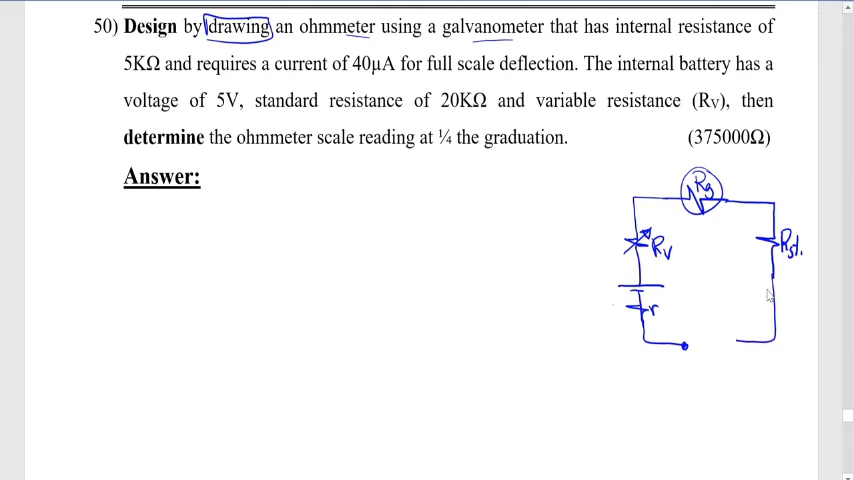 50) Design by drawing an ohmmeter using a galvanometer that has internal resistance of
5KΩ and requires a current of 40µA for full scale deflection. The internal battery has a
voltage of 5V, standard resistance of 20KΩ and variable resistance (Rv), then
determine the ohmmeter scale reading at ¼ the graduation. (375000Ω)
Answer:
Rg
Rv
Rst.
r